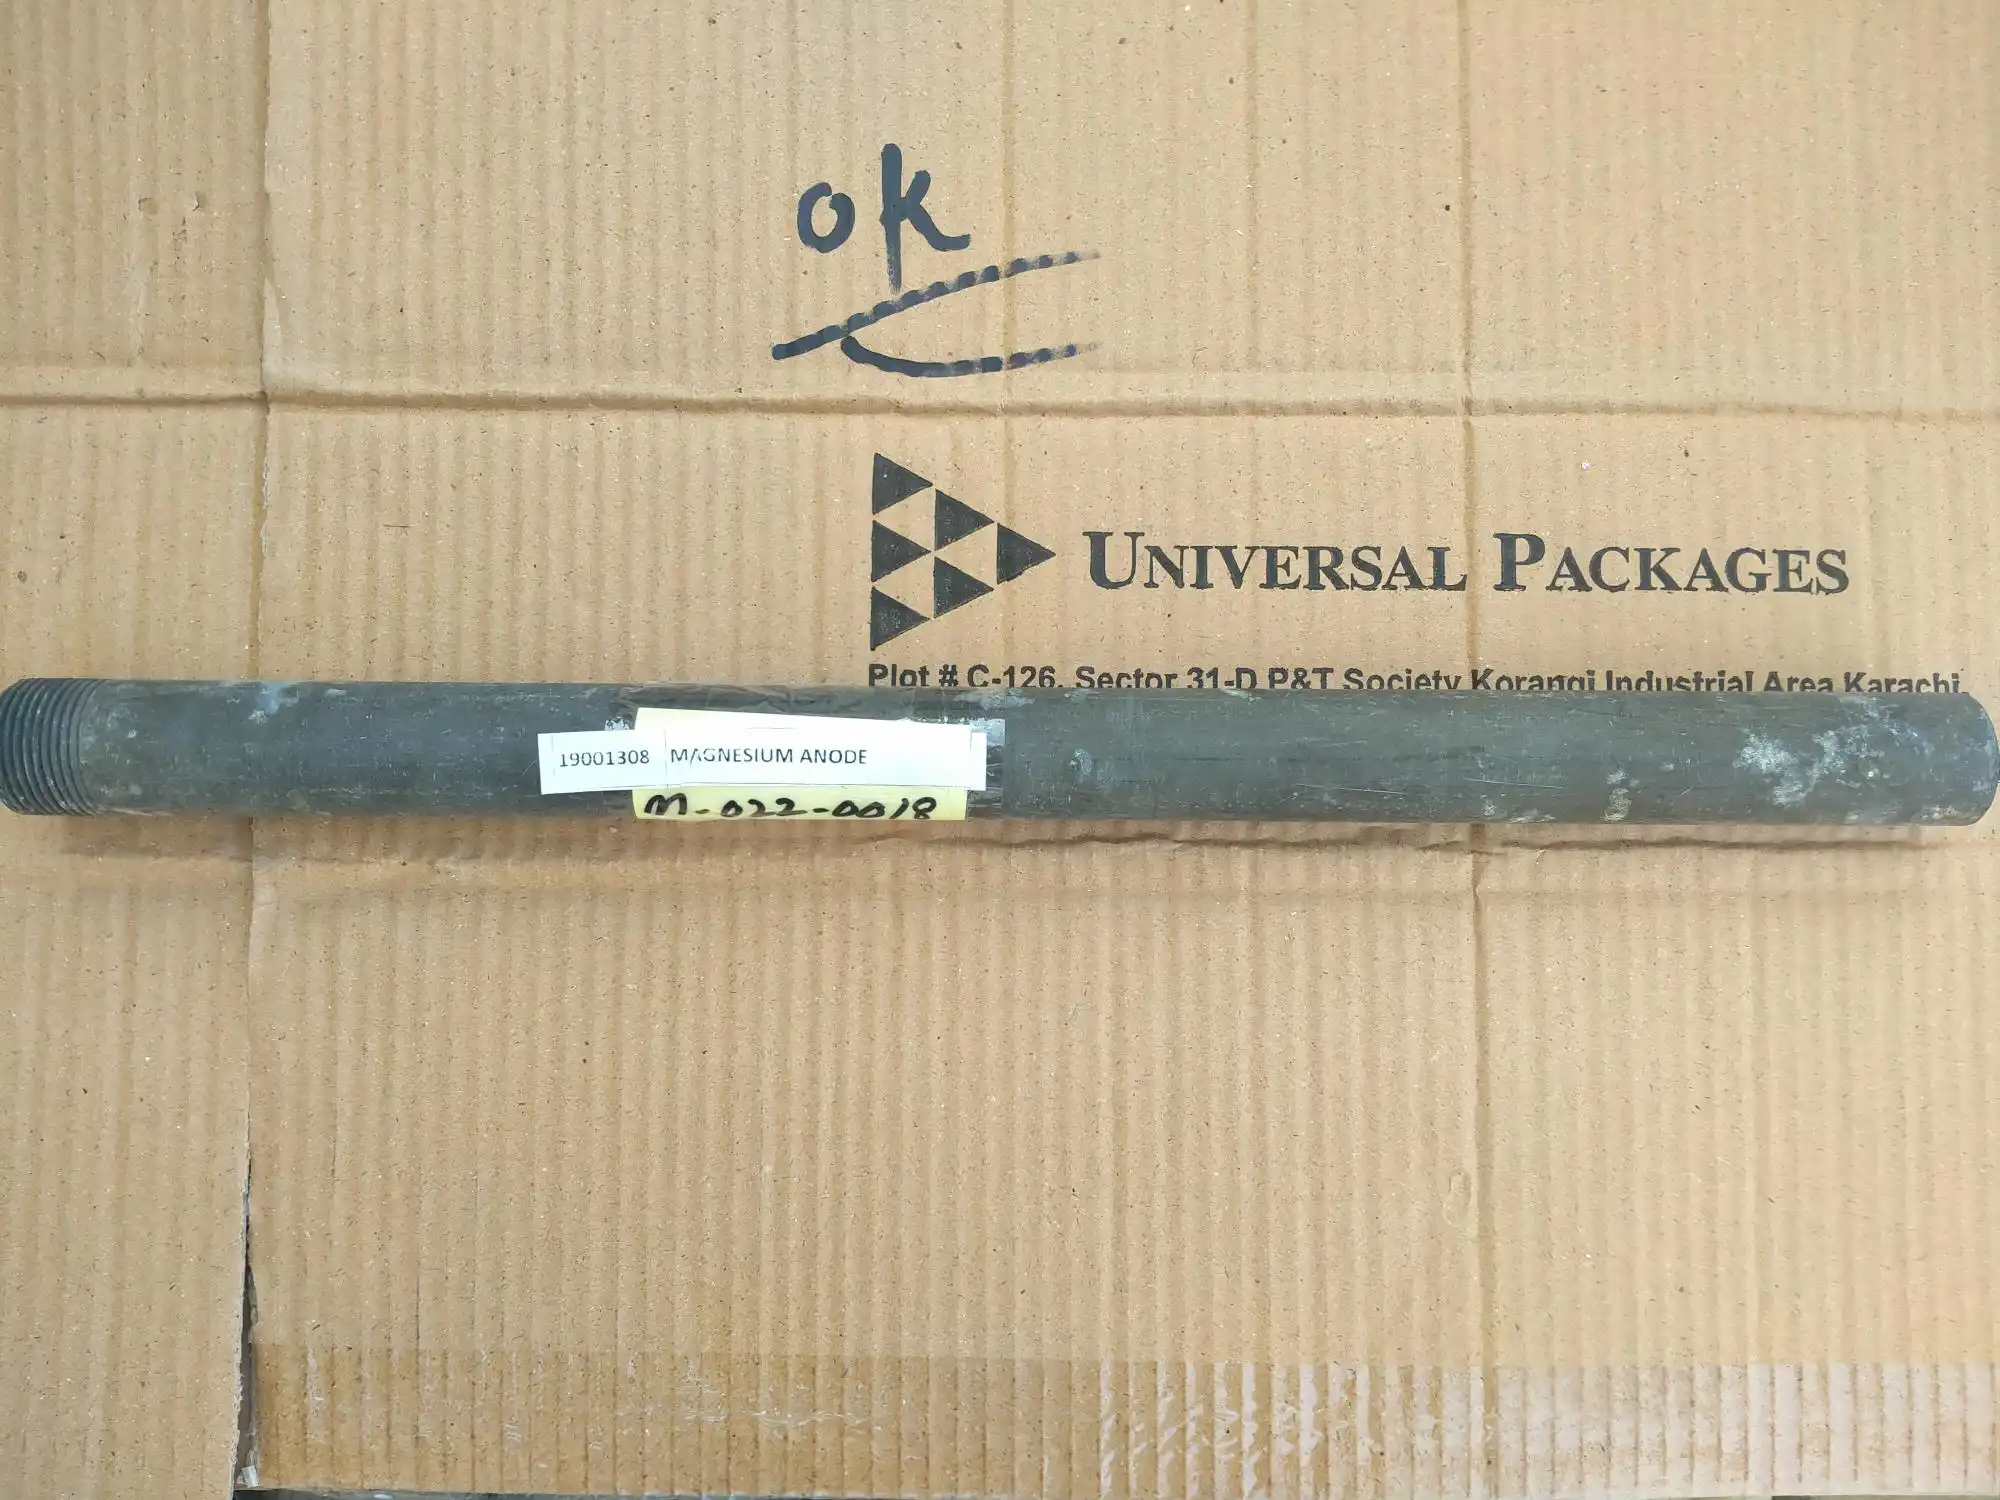 ok
UNIVERSAL PACKAGES
Plot # C-126, Sector 31-D P&T Society Korangi Industrial Area Karachi.
19001308 MAGNESIUM ANODE
M-022-0018